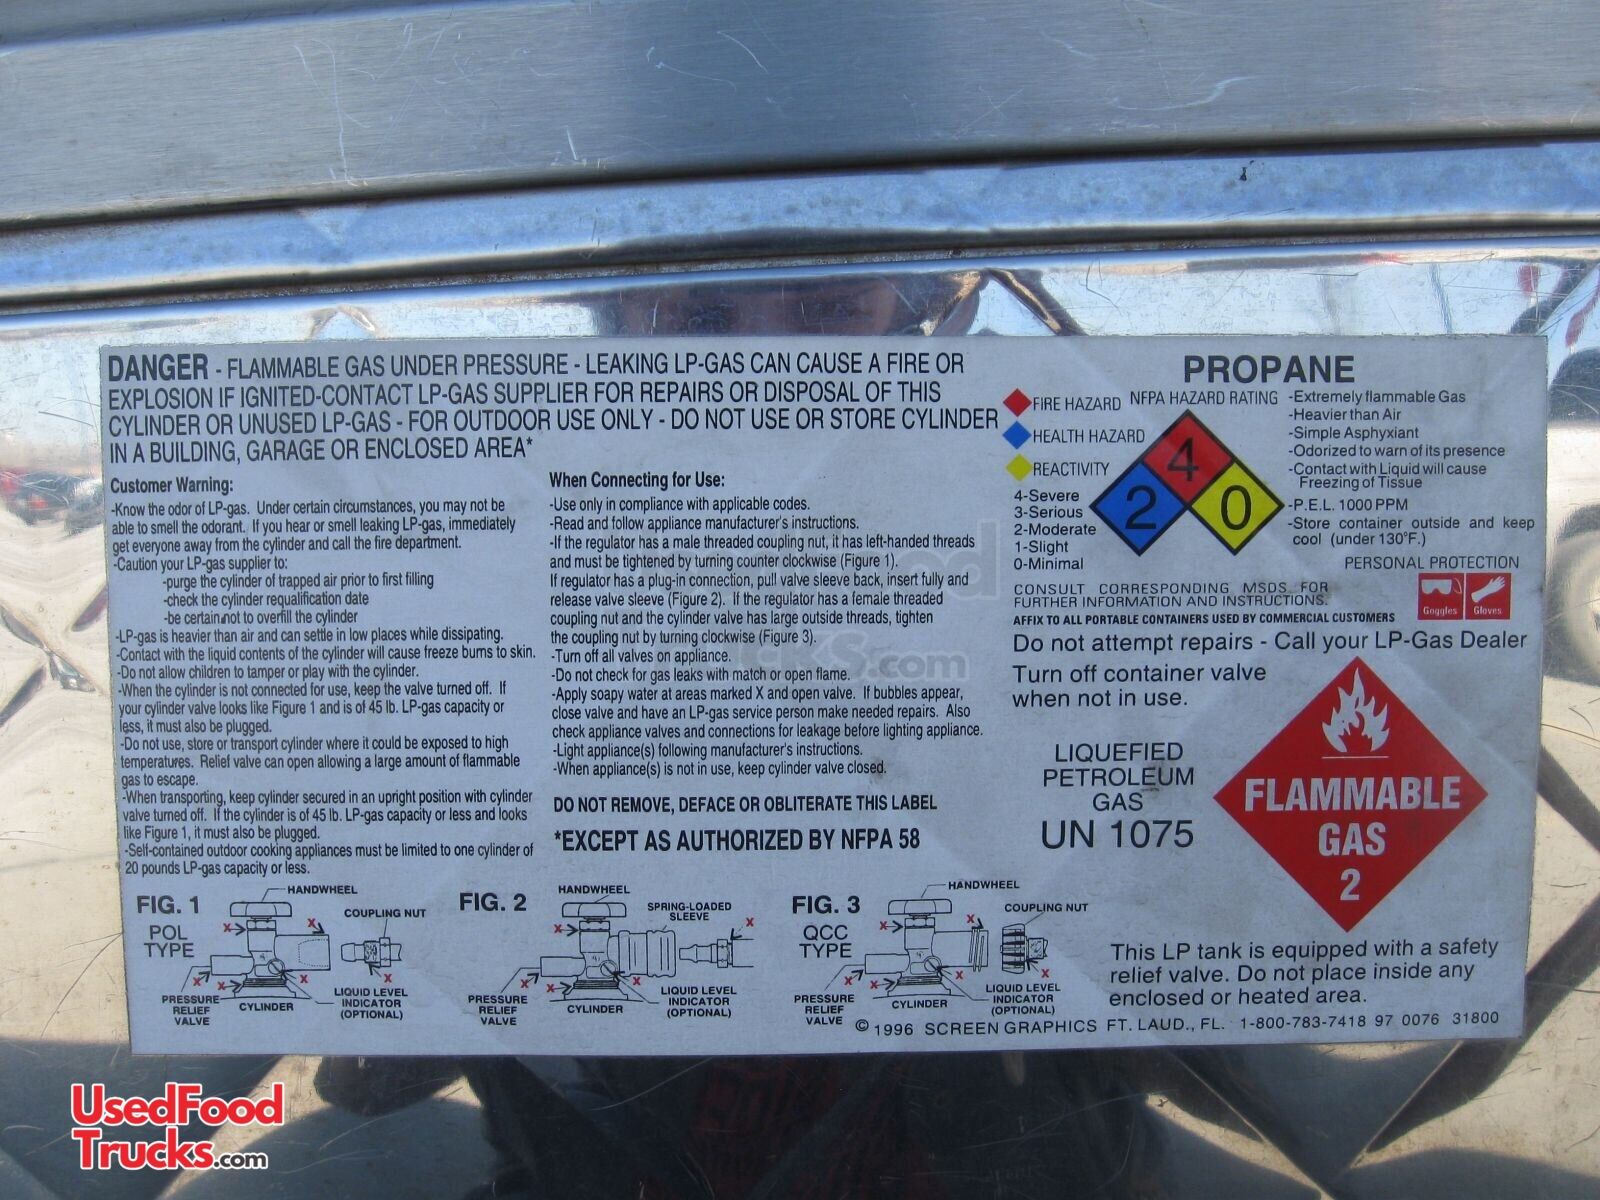 DANGER - FLAMMABLE GAS UNDER PRESSURE - LEAKING LP-GAS CAN CAUSE A FIRE OR
EXPLOSION IF IGNITED-CONTACT LP-GAS SUPPLIER FOR REPAIRS OR DISPOSAL OF THIS
CYLINDER OR UNUSED LP-GAS - FOR OUTDOOR USE ONLY - DO NOT USE OR STORE CYLINDER
IN A BUILDING, GARAGE OR ENCLOSED AREA*
Customer Warning:
-Know the odor of LP-gas. Under certain circumstances, you may not be
able to smell the odorant. If you hear or smell leaking LP-gas, immediately
get everyone away from the cylinder and call the fire department.
-Caution your LP-gas supplier to:
-purge the cylinder of trapped air prior to first filling
-check the cylinder requalification date
-be certain not to overfill the cylinder
-LP-gas is heavier than air and can settle in low places while dissipating.
-Contact with the liquid contents of the cylinder will cause freeze burns to skin.
-Do not allow children to tamper or play with the cylinder.
-When the cylinder is not connected for use, keep the valve turned off. If
your cylinder valve looks like Figure 1 and is of 45 lb. LP-gas capacity or
less, it must also be plugged.
-Do not use, store or transport cylinder where it could be exposed to high
temperatures. Relief valve can open allowing a large amount of flammable
gas to escape.
-When transporting, keep cylinder secured in an upright position with cylinder
valve turned off. If the cylinder is of 45 lb. LP-gas capacity or less and looks
like Figure 1, it must also be plugged.
-Self-contained outdoor cooking appliances must be limited to one cylinder of
20 pounds LP-gas capacity or less.
When Connecting for Use:
-Use only in compliance with applicable codes.
-Read and follow appliance manufacturer's instructions.
-If the regulator has a male threaded coupling nut, it has left-handed threads
and must be tightened by turning counter clockwise (Figure 1).
If regulator has a plug-in connection, pull valve sleeve back, insert fully and
release valve sleeve (Figure 2). If the regulator has a female threaded
coupling nut and the cylinder valve has large outside threads, tighten
the coupling nut by turning clockwise (Figure 3).
-Turn off all valves on appliance.
-Do not check for gas leaks with match or open flame.
-Apply soapy water at areas marked X and open valve. If bubbles appear,
close valve and have an LP-gas service person make needed repairs. Also
check appliance valves and connections for leakage before lighting appliance.
-Light appliance(s) following manufacturer's instructions.
-When appliance(s) is not in use, keep cylinder valve closed.
DO NOT REMOVE, DEFACE OR OBLITERATE THIS LABEL
*EXCEPT AS AUTHORIZED BY NFPA 58
PROPANE
FIRE HAZARD
HEALTH HAZARD
REACTIVITY
4-Severe
3-Serious
2-Moderate
1-Slight
0-Minimal
NFPA HAZARD RATING
4
2
0
-Extremely flammable Gas
-Heavier than Air
-Simple Asphyxiant
-Odorized to warn of its presence
-Contact with Liquid will cause
Freezing of Tissue
-P.E.L. 1000 PPM
-Store container outside and keep
cool (under 130°F.)
PERSONAL PROTECTION
Goggles
Gloves
CONSULT CORRESPONDING MSDS FOR
FURTHER INFORMATION AND INSTRUCTIONS.
AFFIX TO ALL PORTABLE CONTAINERS USED BY COMMERCIAL CUSTOMERS
Do not attempt repairs - Call your LP-Gas Dealer
Turn off container valve
when not in use.
LIQUEFIED
PETROLEUM
GAS
UN 1075
FLAMMABLE
GAS
2
This LP tank is equipped with a safety
relief valve. Do not place inside any
enclosed or heated area.
FIG. 1
POL
TYPE
HANDWHEEL
COUPLING NUT
X
X
X
X
X
X
PRESSURE
RELIEF
VALVE
CYLINDER
LIQUID LEVEL
INDICATOR
(OPTIONAL)
FIG. 2
HANDWHEEL
SPRING-LOADED
SLEEVE
X
X
X
X
X
PRESSURE
RELIEF
VALVE
CYLINDER
LIQUID LEVEL
INDICATOR
(OPTIONAL)
FIG. 3
QCC
TYPE
HANDWHEEL
COUPLING NUT
X
X
X
X
X
X
PRESSURE
RELIEF
VALVE
CYLINDER
LIQUID LEVEL
INDICATOR
(OPTIONAL)
© 1996 SCREEN GRAPHICS FT. LAUD., FL. 1-800-783-7418 97 0076 31800
UsedFood
Trucks.com